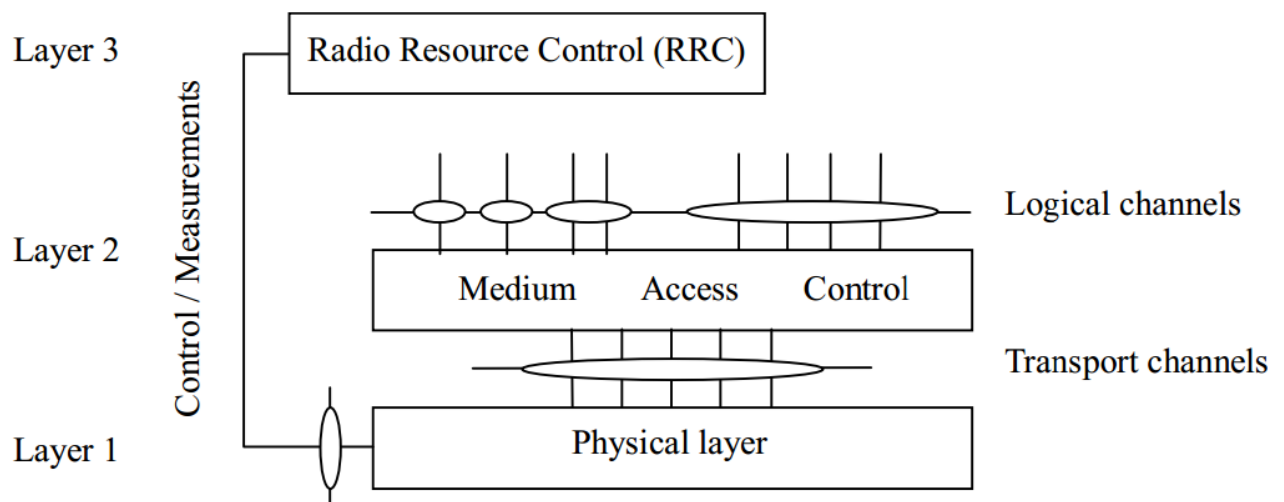 Layer 3
Radio Resource Control (RRC)
Control / Measurements
Logical channels
Layer 2
Medium Access Control
Transport channels
Layer 1
Physical layer